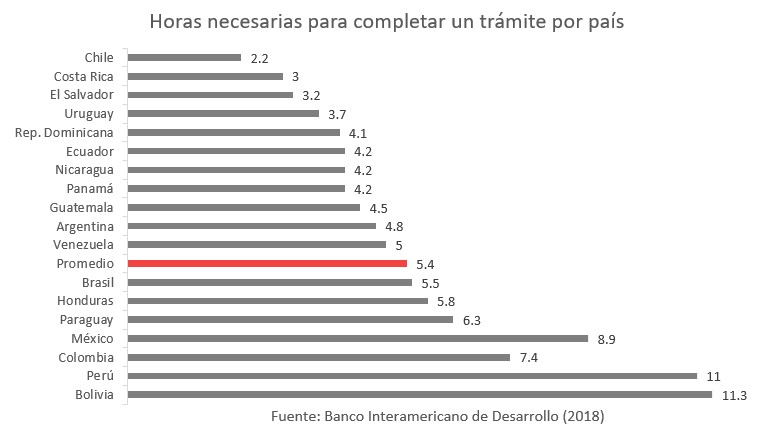 Horas necesarias para completar un trámite por país
Chile 2.2
Costa Rica 3
El Salvador 3.2
Uruguay 3.7
Rep. Dominicana 4.1
Ecuador 4.2
Nicaragua 4.2
Panamá 4.2
Guatemala 4.5
Argentina 4.8
Venezuela 5
Promedio 5.4
Brasil 5.5
Honduras 5.8
Paraguay 6.3
México 8.9
Colombia 7.4
Perú 11
Bolivia 11.3
Fuente: Banco Interamericano de Desarrollo (2018)